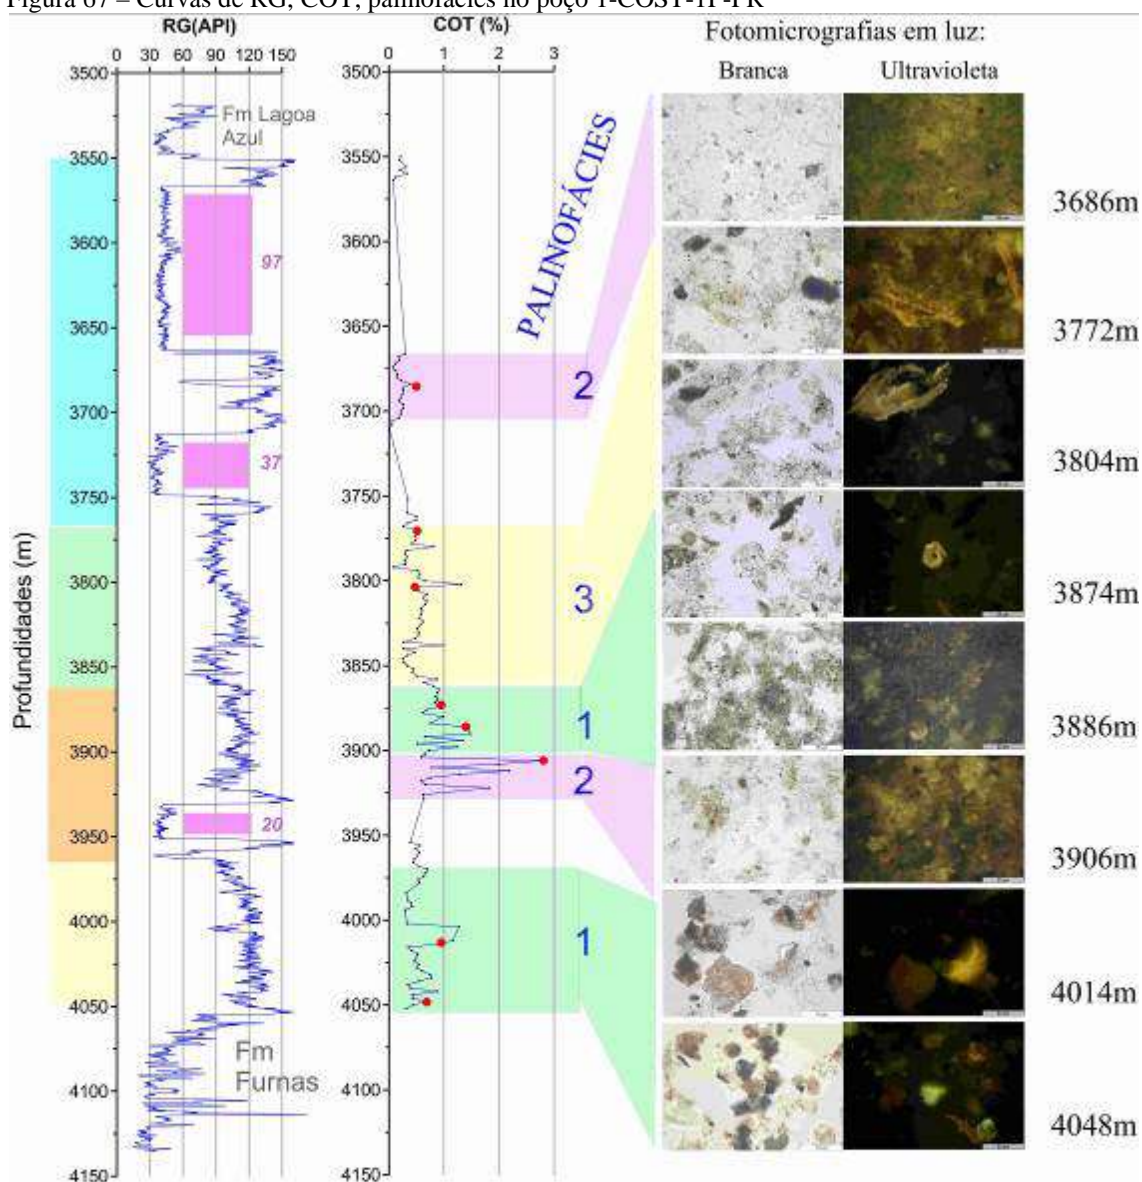 Figura 67 – Curvas de RG, COT, palinofácies no poço 1-COST-1P-PR
RG(API)
0 30 60 90 120 150
COT (%)
0 1 2 3
Fotomicrografias em luz:
Branca Ultravioleta
Profundidades (m)
3500
3550
3600
3650
3700
3750
3800
3850
3900
3950
4000
4050
4100
4150
Fm Lagoa
Azul
97
37
20
Fm
Furnas
3500
3550
3600
3650
3700
3750
3800
3850
3900
3950
4000
4050
4100
4150
PALINOFÁCIES
2
3
1
2
1
3686m
3772m
3804m
3874m
3886m
3906m
4014m
4048m